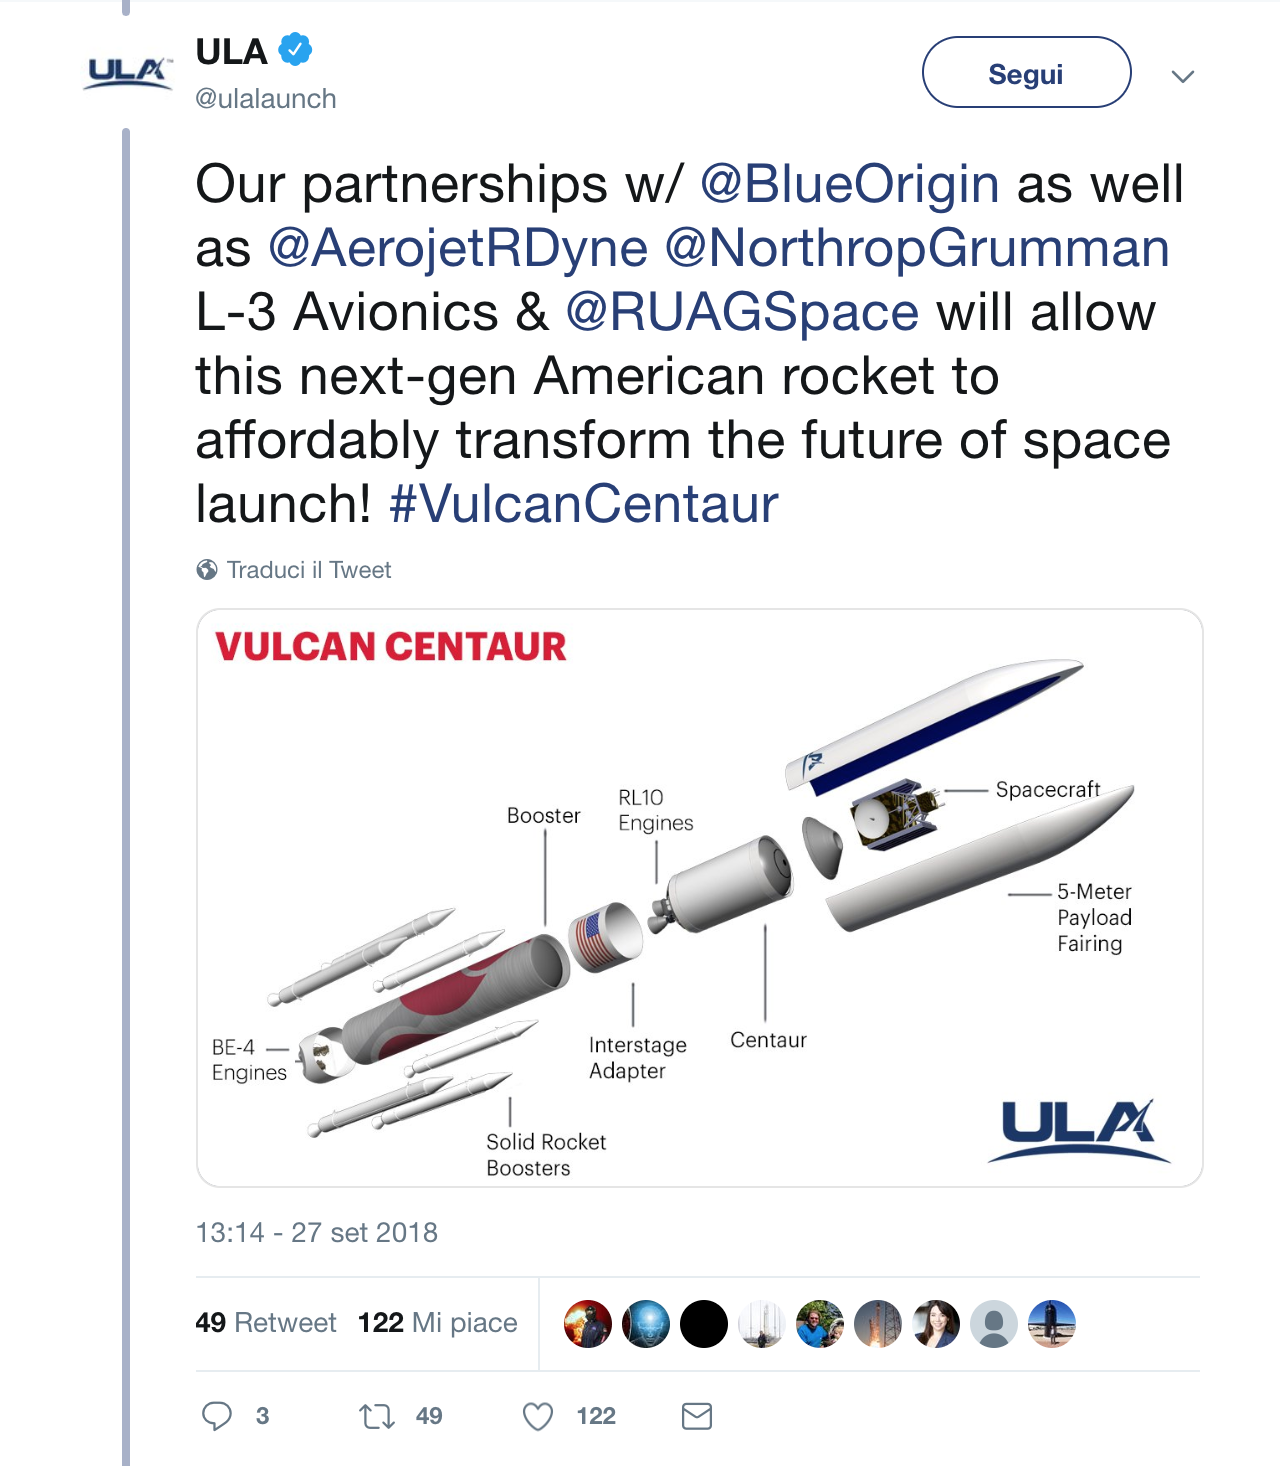 ULA
ULA
@ulalaunch
Segui
Our partnerships w/ @BlueOrigin as well
as @AerojetRDyne @NorthropGrumman
L-3 Avionics & @RUAGSpace will allow
this next-gen American rocket to
affordably transform the future of space
launch! #VulcanCentaur
Traduci il Tweet
VULCAN CENTAUR
Spacecraft
RL10
Engines
Booster
5-Meter
Payload
Fairing
Centaur
Interstage
Adapter
BE-4
Engines
Solid Rocket
Boosters
ULA
13:14 - 27 set 2018
49 Retweet 122 Mi piace
3 49 122